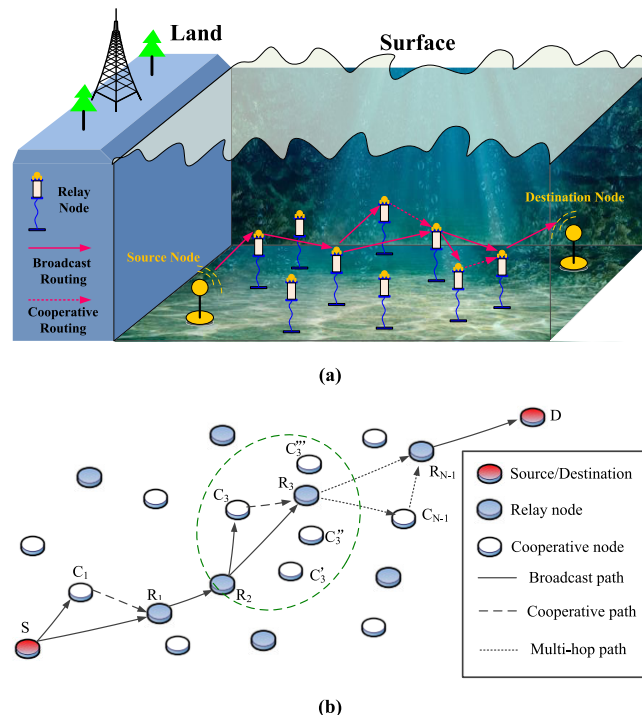 Land
Surface
Relay
Node
Broadcast
Routing
Cooperative
Routing
Source Node
Destination Node
(a)
D
C₃'''
R₃
C₃
R_N-1
C_N-1
C₃''
C₃'
R₂
C₁
R₁
S
Source/Destination
Relay node
Cooperative node
Broadcast path
Cooperative path
Multi-hop path
(b)